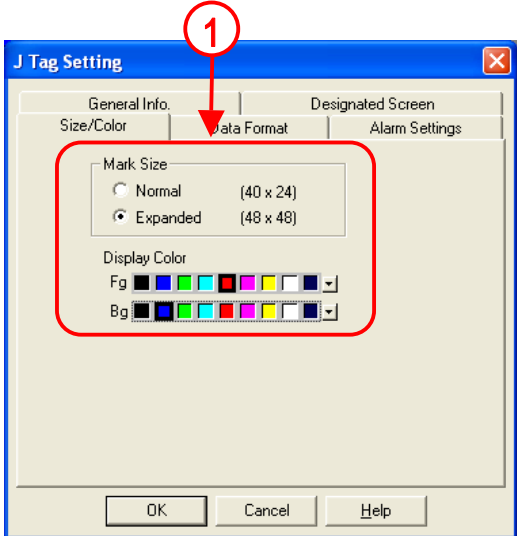 1
J Tag Setting
General Info. Designated Screen
Size/Color Data Format Alarm Settings
Mark Size
Normal (40 x 24)
Expanded (48 x 48)
Display Color
Fg
Bg
OK Cancel Help